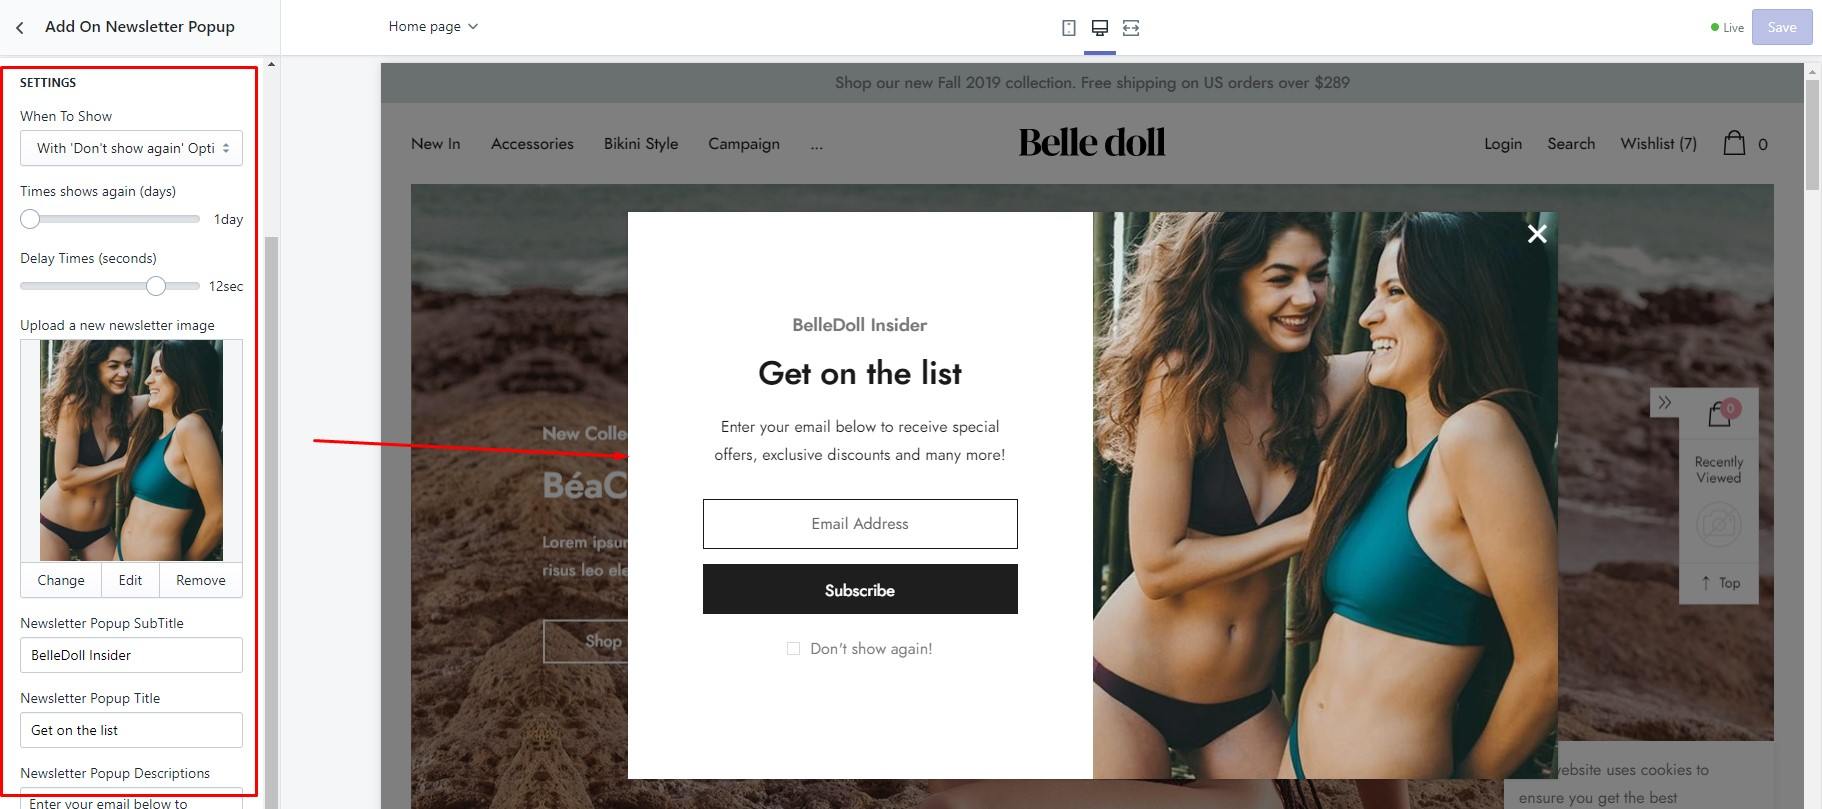 Add On Newsletter Popup
Home page
Live
Save
SETTINGS
When To Show
With 'Don't show again' Opti
Times shows again (days)
1day
Delay Times (seconds)
12sec
Upload a new newsletter image
Change
Edit
Remove
Newsletter Popup SubTitle
BelleDoll Insider
Newsletter Popup Title
Get on the list
Newsletter Popup Descriptions
Enter your email below to
Shop our new Fall 2019 collection. Free shipping on US orders over $289
New In
Accessories
Bikini Style
Campaign
...
Belle doll
Login
Search
Wishlist (7)
0
New Colle
BéaC
Lorem ipsu
risus leo ele
Shop
BelleDoll Insider
Get on the list
Enter your email below to receive special
offers, exclusive discounts and many more!
Email Address
Subscribe
Don't show again!
0
Recently
Viewed
↑ Top
ebsite uses cookies to
ensure you get the best